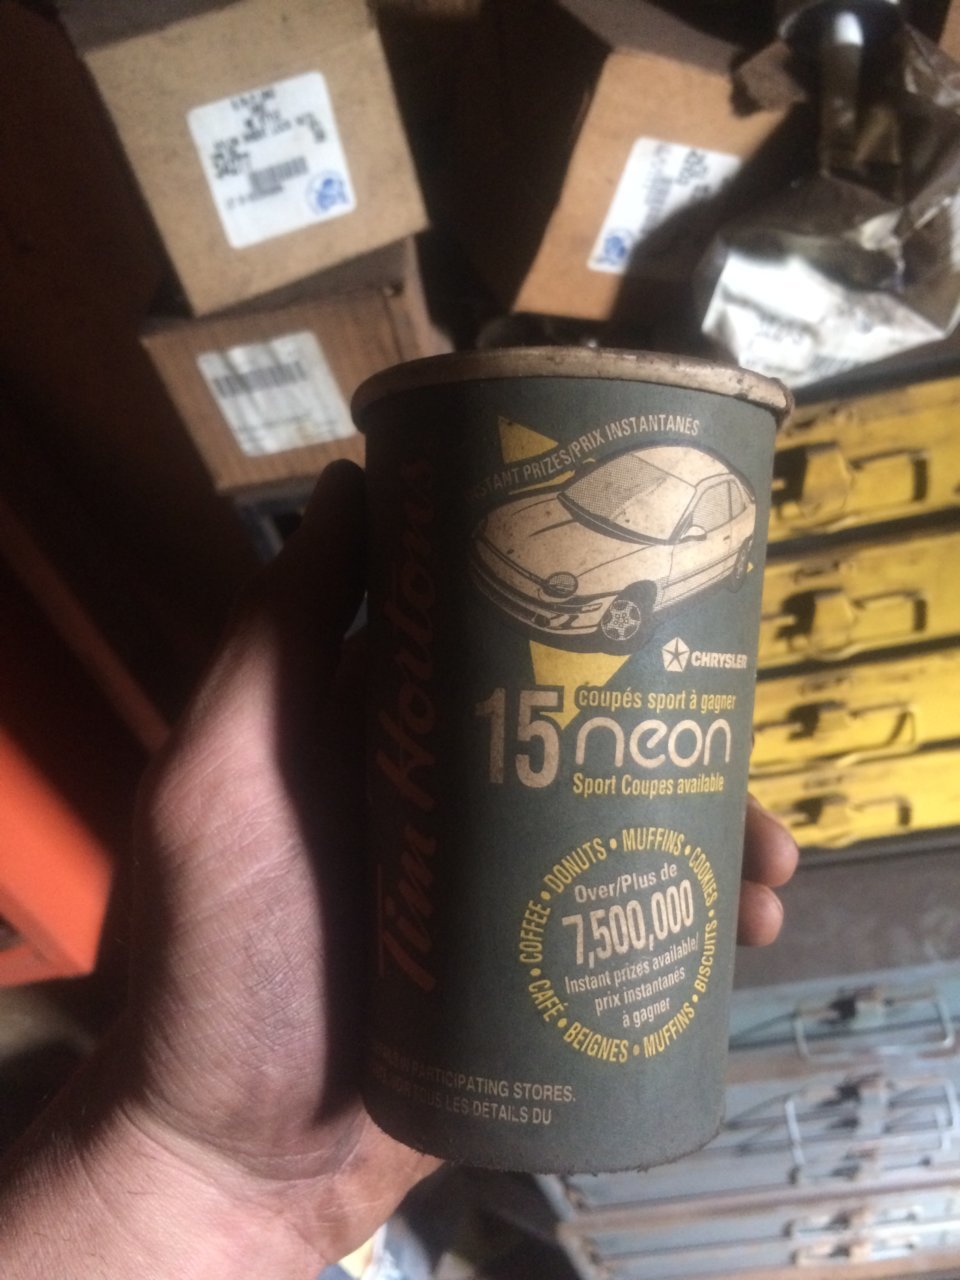 INSTANT PRIZES/PRIX INSTANTANÉS
CHRYSLER
Tim Hortons
15
coupés sport à gagner
neon
Sport Coupes available
COFFEE • DONUTS • MUFFINS • COOKIES •
Over/Plus de
7,500,000
Instant prizes available/
prix instantanés
à gagner
CAFÉ • BEIGNES • MUFFINS • BISCUITS
PARTICIPATING STORES.
TOUS LES DÉTAILS DU